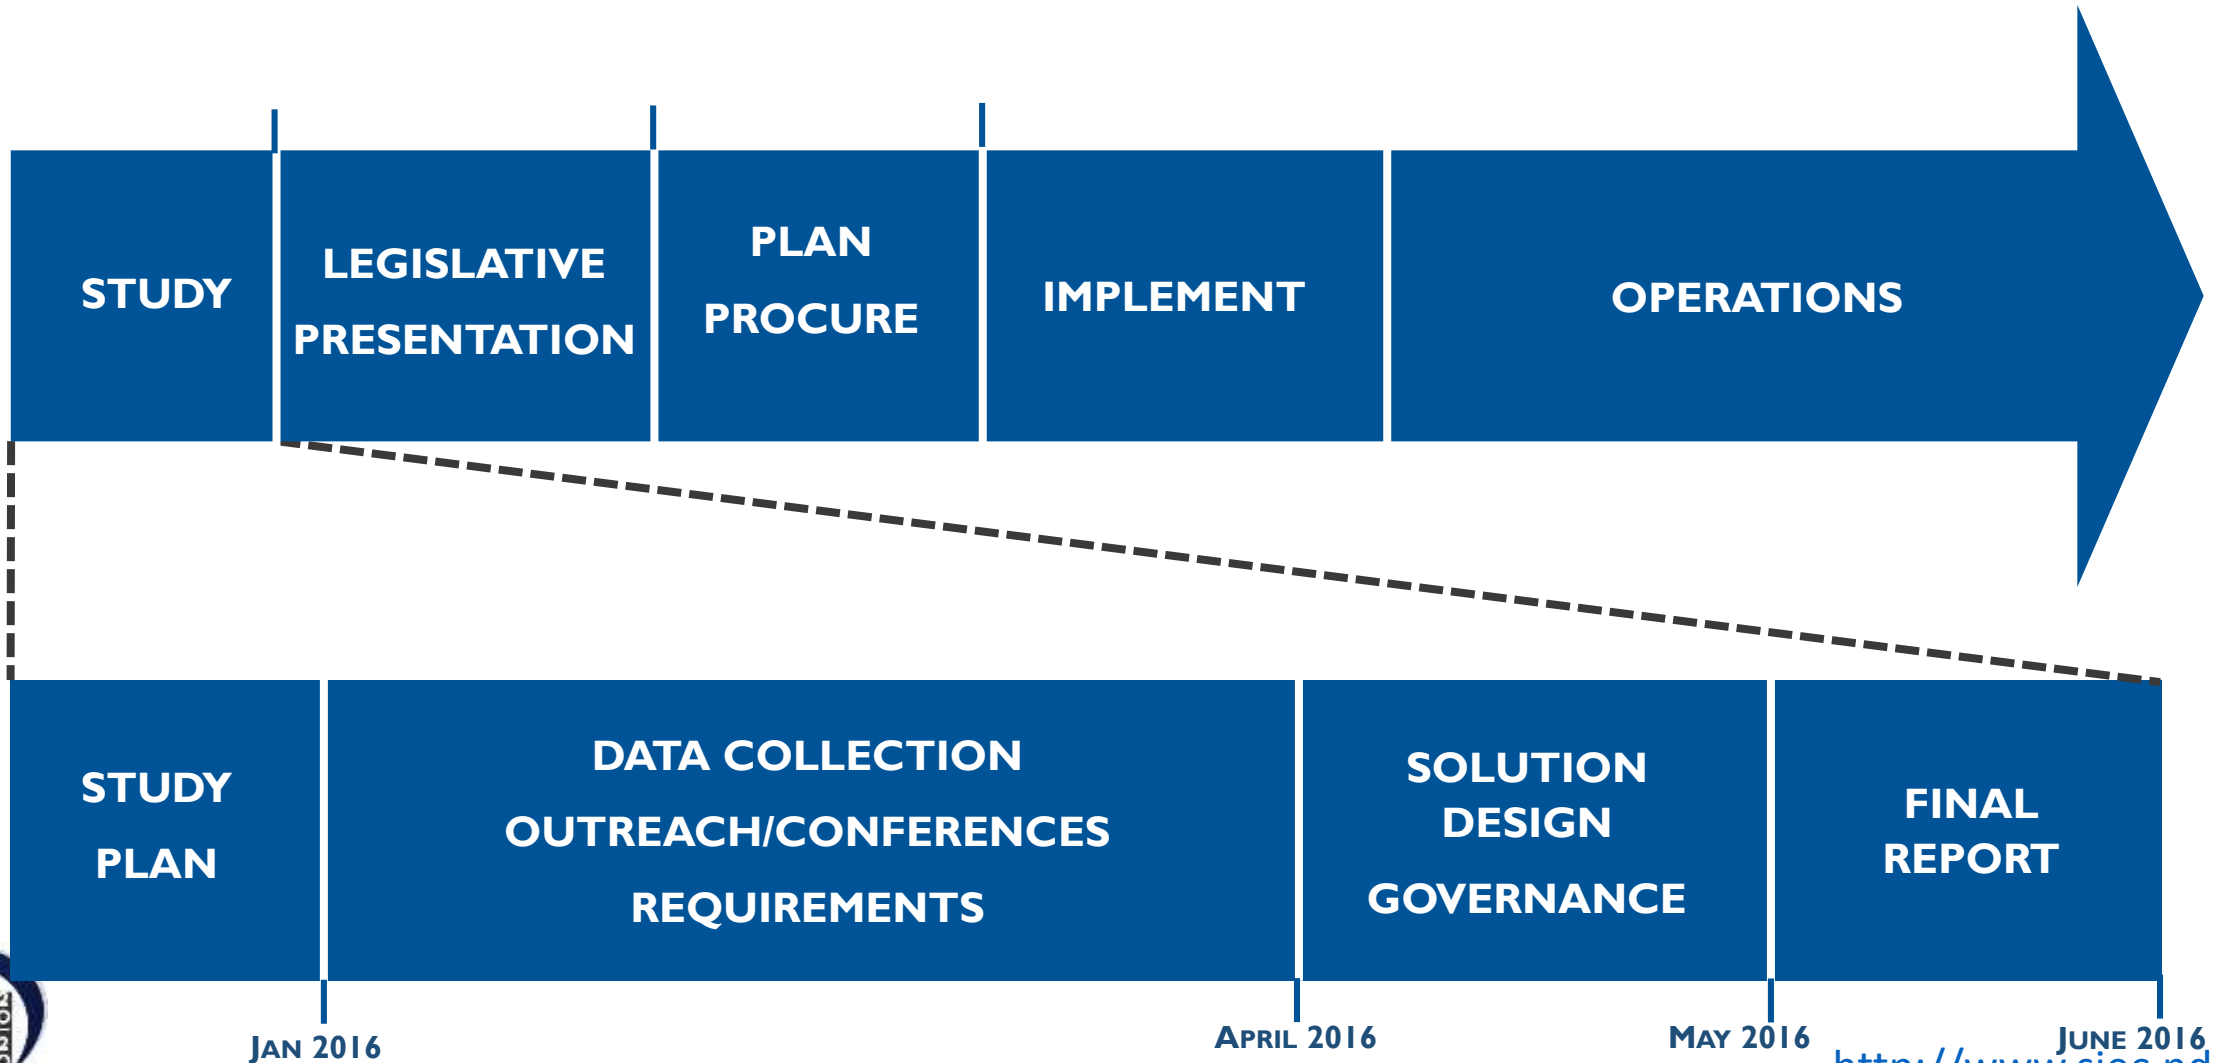 STUDY
LEGISLATIVE
PRESENTATION
PLAN
PROCURE
IMPLEMENT
OPERATIONS
STUDY
PLAN
DATA COLLECTION
OUTREACH/CONFERENCES
REQUIREMENTS
SOLUTION
DESIGN
GOVERNANCE
FINAL
REPORT
JAN 2016
APRIL 2016
MAY 2016
JUNE 2016